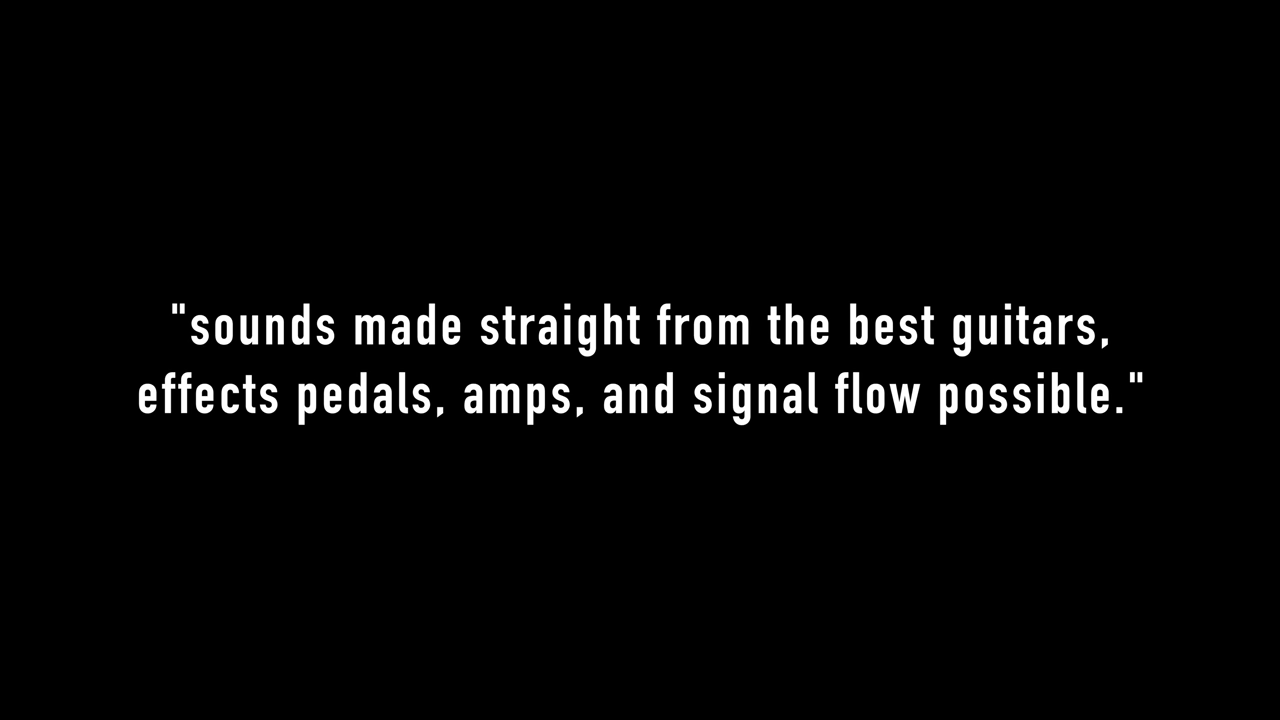 "sounds made straight from the best guitars,
effects pedals, amps, and signal flow possible."